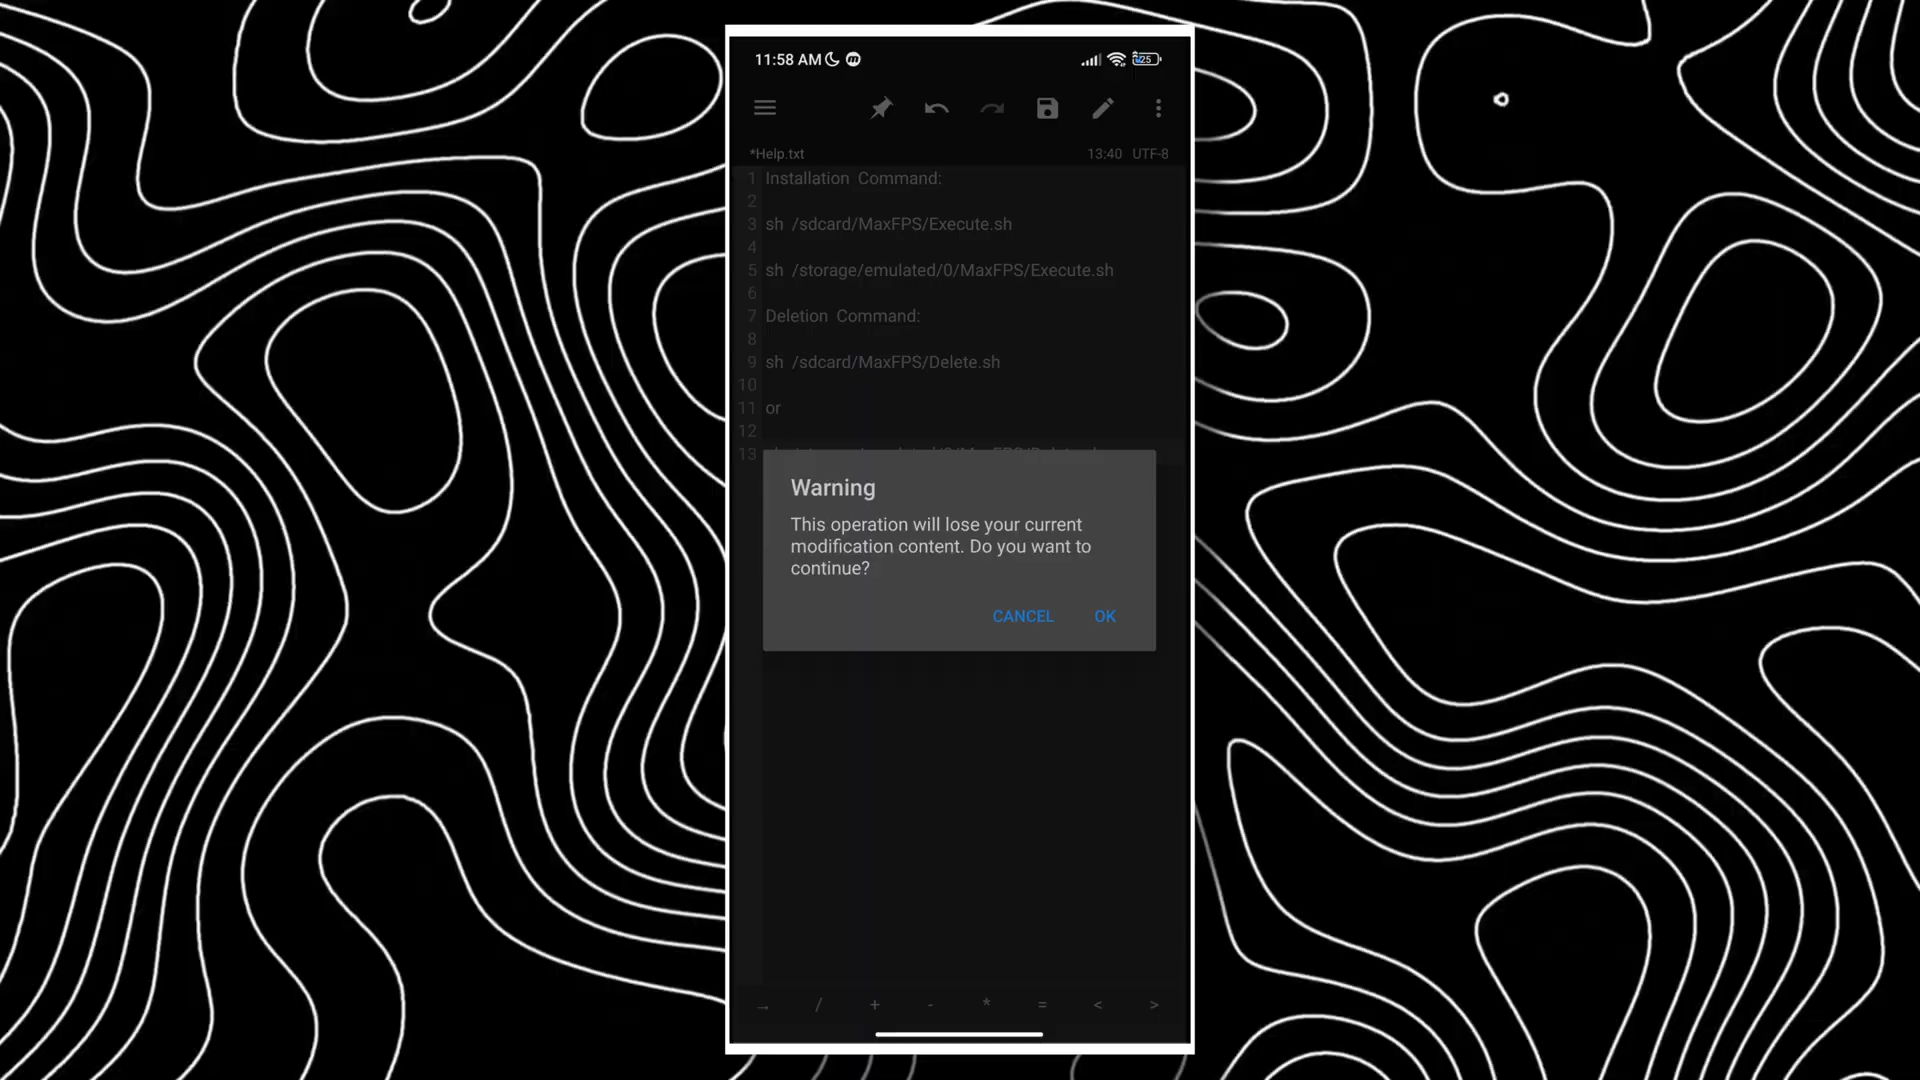 11:58 AM
25
*Help.txt 13:40 UTF-8
1 Installation Command:
2
3 sh /sdcard/MaxFPS/Execute.sh
4
5 sh /storage/emulated/0/MaxFPS/Execute.sh
6
7 Deletion Command:
8
9 sh /sdcard/MaxFPS/Delete.sh
10
11 or
12
13
Warning
This operation will lose your current
modification content. Do you want to
continue?
CANCEL OK
→ / + - * = < >